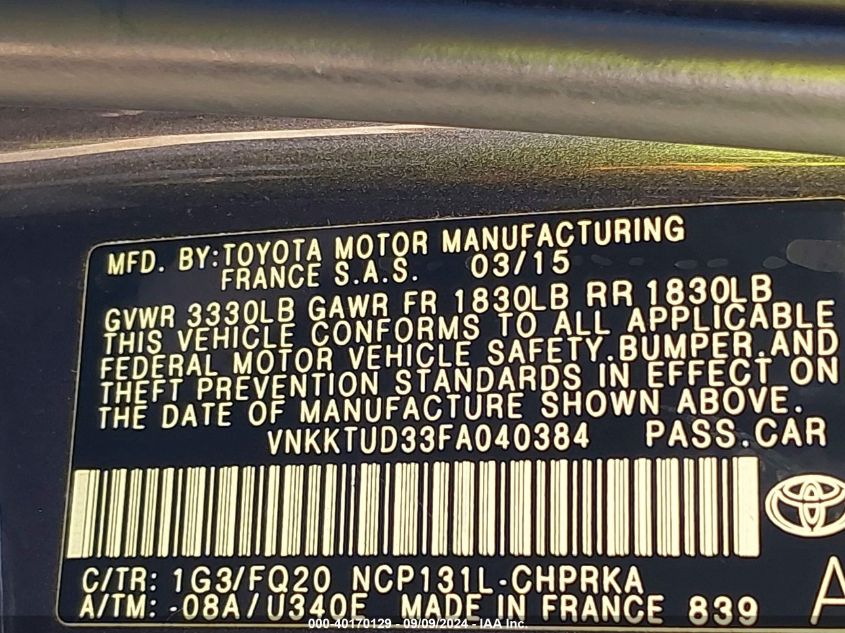 MFD. BY:TOYOTA MOTOR MANUFACTURING
FRANCE S.A.S. 03/15
GVWR 3330LB GAWR FR 1830LB RR 1830LB
THIS VEHICLE CONFORMS TO ALL APPLICABLE
FEDERAL MOTOR VEHICLE SAFETY,BUMPER,AND
THEFT PREVENTION STANDARDS IN EFFECT ON
THE DATE OF MANUFACTURE SHOWN ABOVE.
VNKKTUD33FA040384 PASS.CAR
C/TR: 1G3/FQ20 NCP131L-CHPRKA
A/TM: -08A/U340E MADE IN FRANCE 839
A
000-40170129 - 09/09/2024 - IAA Inc.